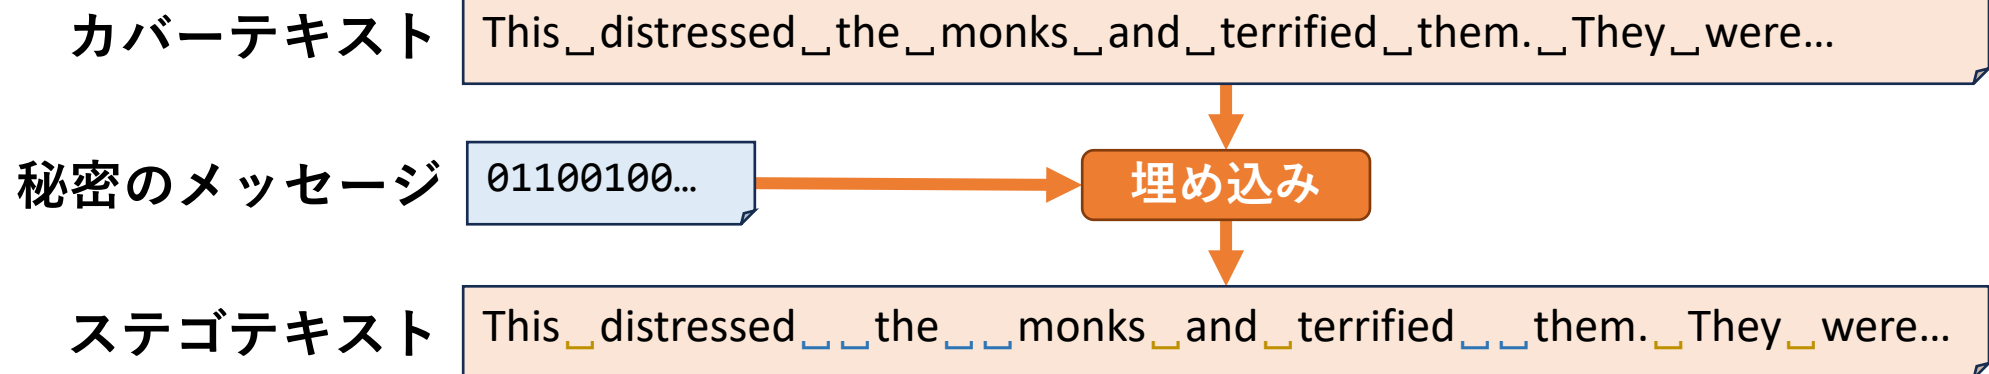 カバーテキスト This␣distressed␣the␣monks␣and␣terrified␣them.␣They␣were…
秘密のメッセージ 01100100… 埋め込み
ステゴテキスト This␣distressed␣␣the␣␣monks␣and␣terrified␣␣them.␣They␣were…